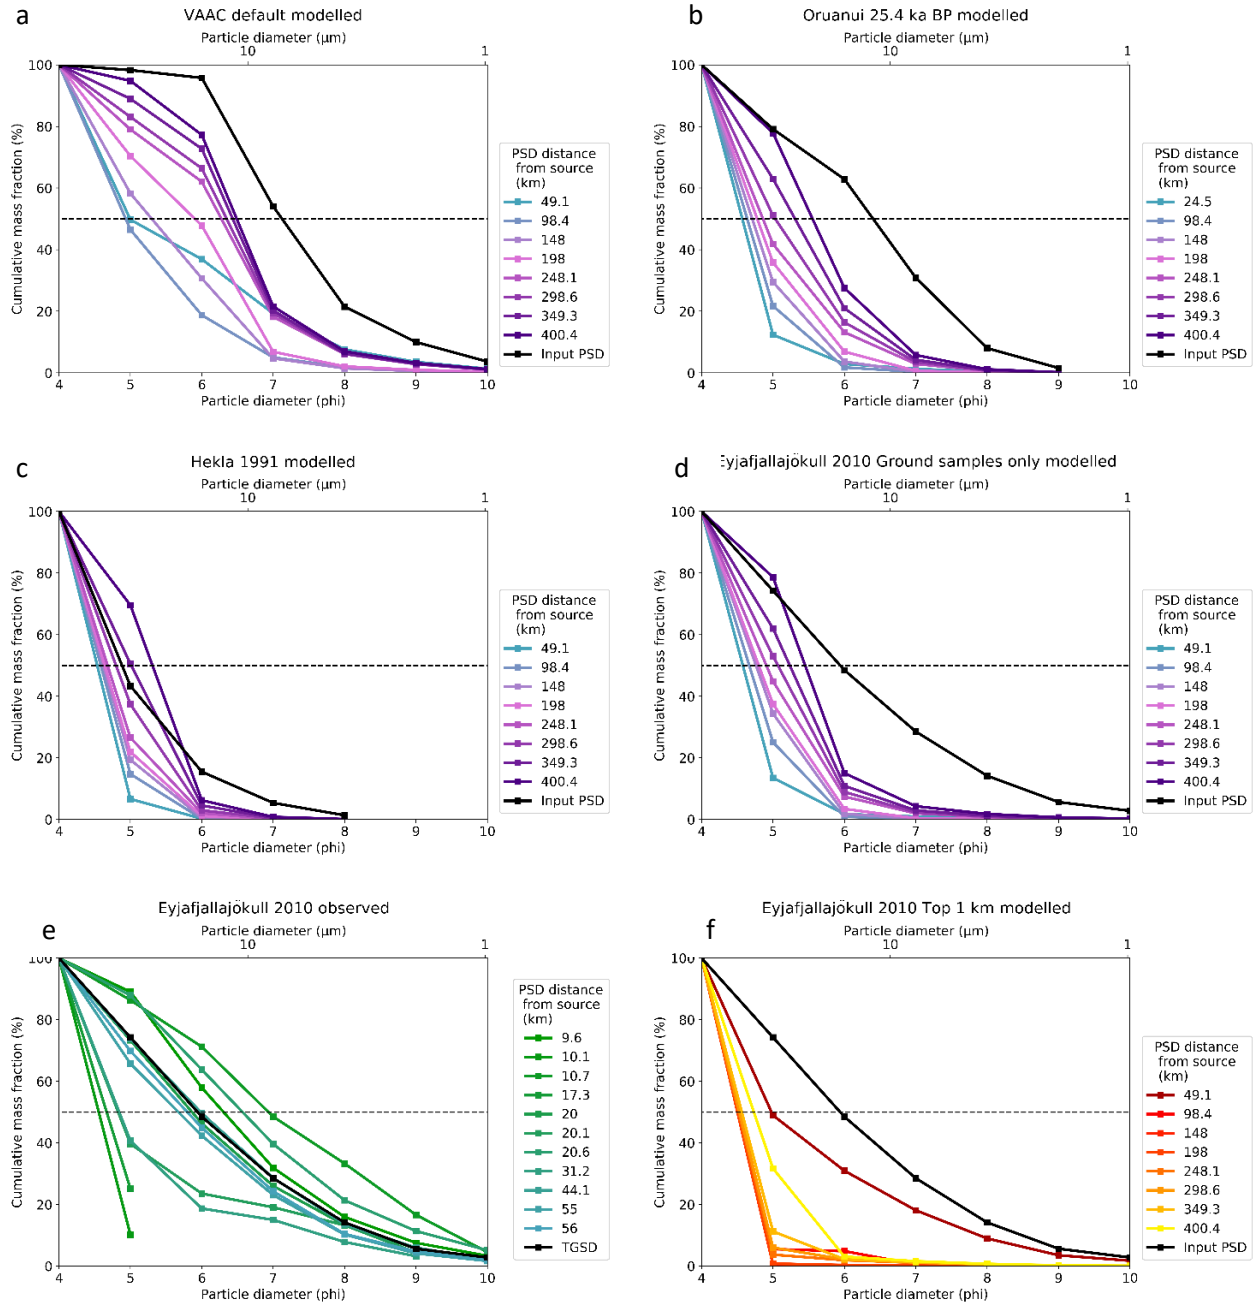 a
VAAC default modelled
Particle diameter (μm)
10 1
100
80
60
40
20
0
4 5 6 7 8 9 10
Particle diameter (phi)
Cumulative mass fraction (%)
PSD distance
from source
(km)
49.1
98.4
148
198
248.1
298.6
349.3
400.4
Input PSD
b
Oruanui 25.4 ka BP modelled
Particle diameter (μm)
10 1
100
80
60
40
20
0
4 5 6 7 8 9 10
Particle diameter (phi)
Cumulative mass fraction (%)
PSD distance
from source
(km)
24.5
98.4
148
198
248.1
298.6
349.3
400.4
Input PSD
c
Hekla 1991 modelled
Particle diameter (μm)
10 1
100
80
60
40
20
0
4 5 6 7 8 9 10
Particle diameter (phi)
Cumulative mass fraction (%)
PSD distance
from source
(km)
49.1
98.4
148
198
248.1
298.6
349.3
400.4
Input PSD
d
Eyjafjallajökull 2010 Ground samples only modelled
Particle diameter (μm)
10 1
100
80
60
40
20
0
4 5 6 7 8 9 10
Particle diameter (phi)
Cumulative mass fraction (%)
PSD distance
from source
(km)
49.1
98.4
148
198
248.1
298.6
349.3
400.4
Input PSD
e
Eyjafjallajökull 2010 observed
Particle diameter (μm)
10 1
100
80
60
40
20
0
4 5 6 7 8 9 10
Particle diameter (phi)
Cumulative mass fraction (%)
PSD distance
from source
(km)
9.6
10.1
10.7
17.3
20
20.1
20.6
31.2
44.1
55
56
TGSD
f
Eyjafjallajökull 2010 Top 1 km modelled
Particle diameter (μm)
10 1
100
80
60
40
20
0
4 5 6 7 8 9 10
Particle diameter (phi)
Cumulative mass fraction (%)
PSD distance
from source
(km)
49.1
98.4
148
198
248.1
298.6
349.3
400.4
Input PSD